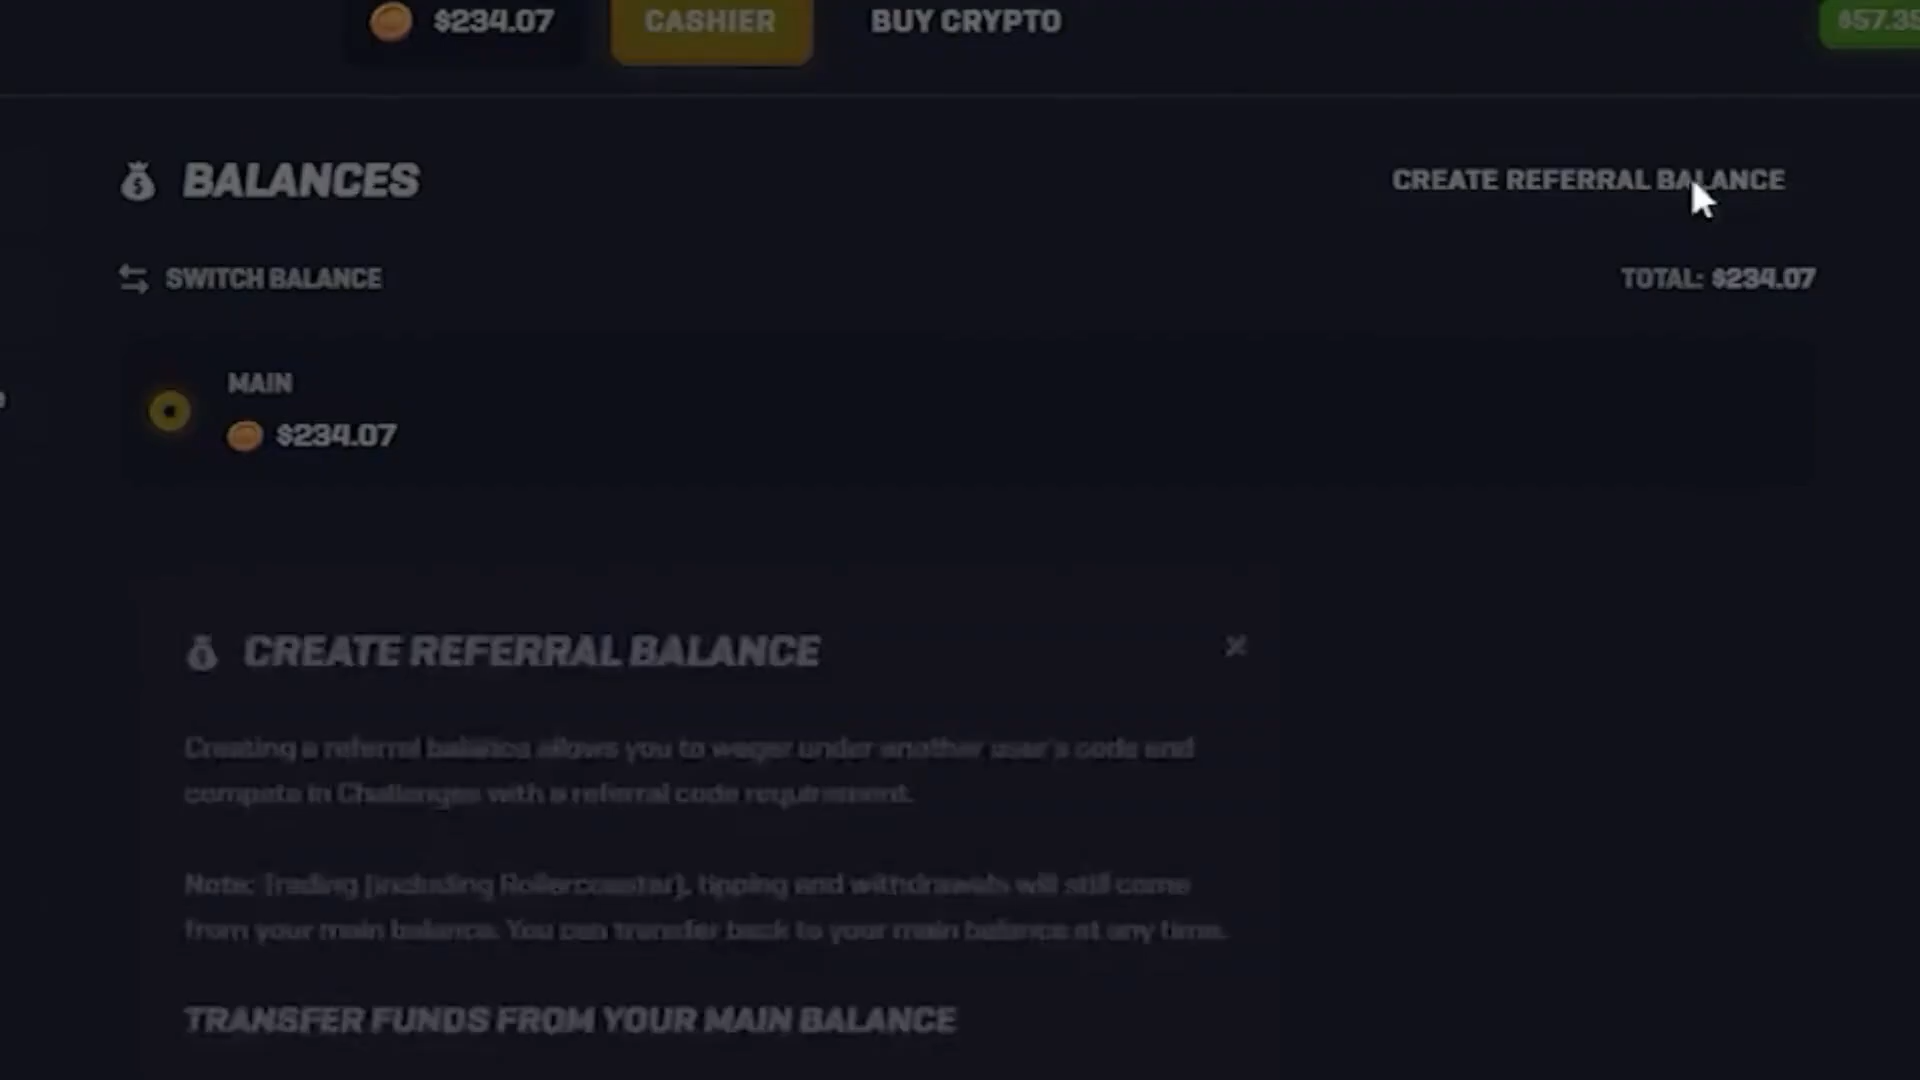 $234.07 CASHIER BUY CRYPTO $57.35
BALANCES
CREATE REFERRAL BALANCE
SWITCH BALANCE
TOTAL: $234.07
MAIN
$234.07
CREATE REFERRAL BALANCE
Creating a referral balance allows you to wager under another user's code and
compete in Challenges with a referral code requirement.
Note: Trading (including Rollercoaster), tipping and withdrawals will still come
from your main balance. You can transfer back to your main balance at any time.
TRANSFER FUNDS FROM YOUR MAIN BALANCE